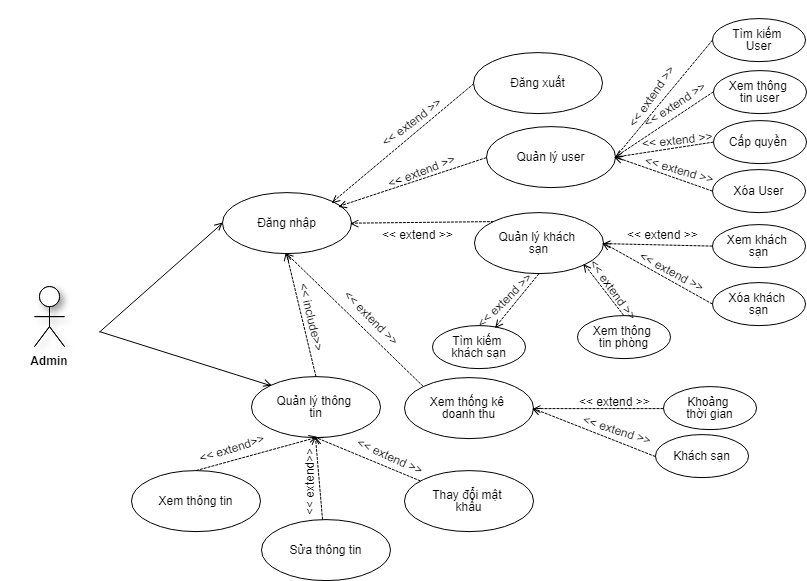 Tìm kiếm
User
<< extend >>
Đăng xuất
<< extend >>
Xem thông
tin user
<< extend >>
<< extend >>
Quản lý user
<< extend >>
Cấp quyền
<< extend >>
<< extend >>
Xóa User
Đăng nhập
<< extend >>
Quản lý khách
sạn
<< extend >>
Xem khách
sạn
<< extend >>
<< extend >>
<< extend >>
Xóa khách
sạn
<< include>>
<< extend >>
Tìm kiếm
khách sạn
Xem thông
tin phòng
Admin
Quản lý thông
tin
Xem thống kê
doanh thu
<< extend >>
Khoảng
thời gian
<< extend >>
Khách sạn
<< extend>>
<< extend>>
<< extend >>
Xem thông tin
Thay đổi mật
khẩu
Sửa thông tin